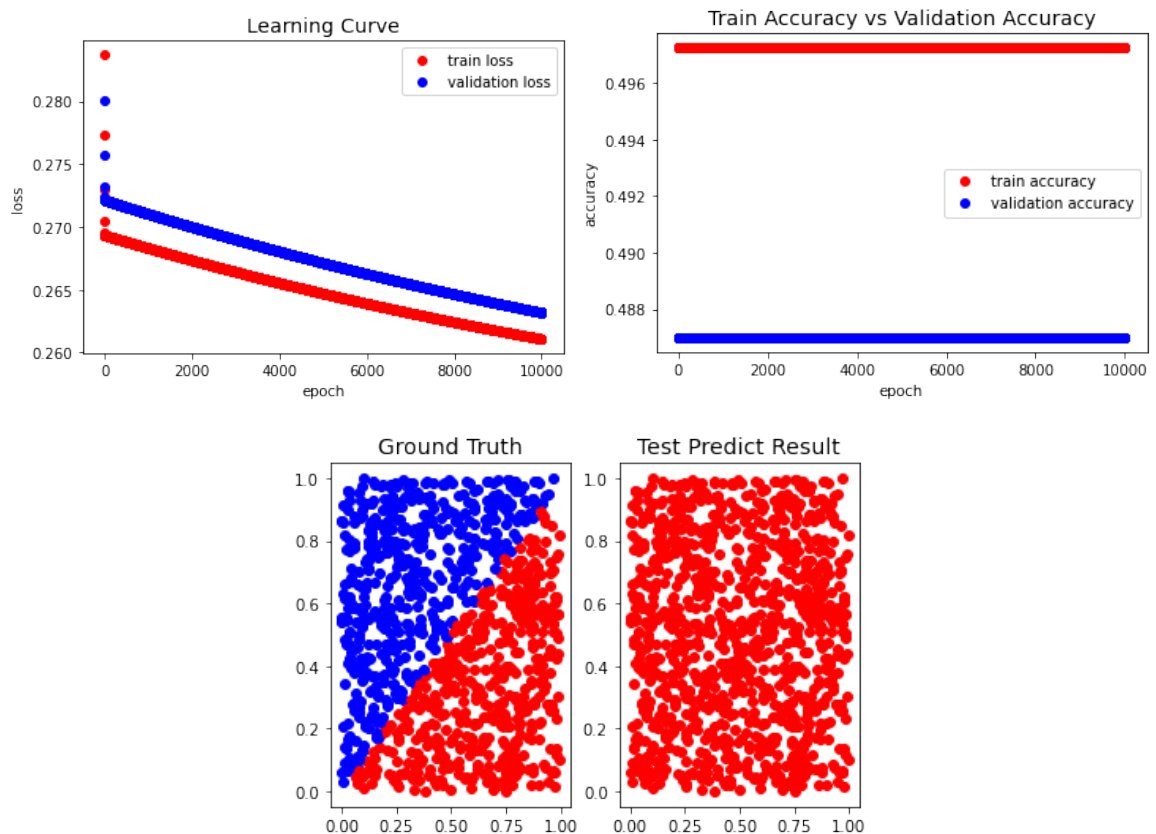 Learning Curve
train loss
validation loss
0.280
0.275
0.270
0.265
0.260
loss
0 2000 4000 6000 8000 10000
epoch
Train Accuracy vs Validation Accuracy
0.496
0.494
0.492
0.490
0.488
accuracy
train accuracy
validation accuracy
0 2000 4000 6000 8000 10000
epoch
Ground Truth
1.0
0.8
0.6
0.4
0.2
0.0
0.00 0.25 0.50 0.75 1.00
Test Predict Result
1.0
0.8
0.6
0.4
0.2
0.0
0.00 0.25 0.50 0.75 1.00